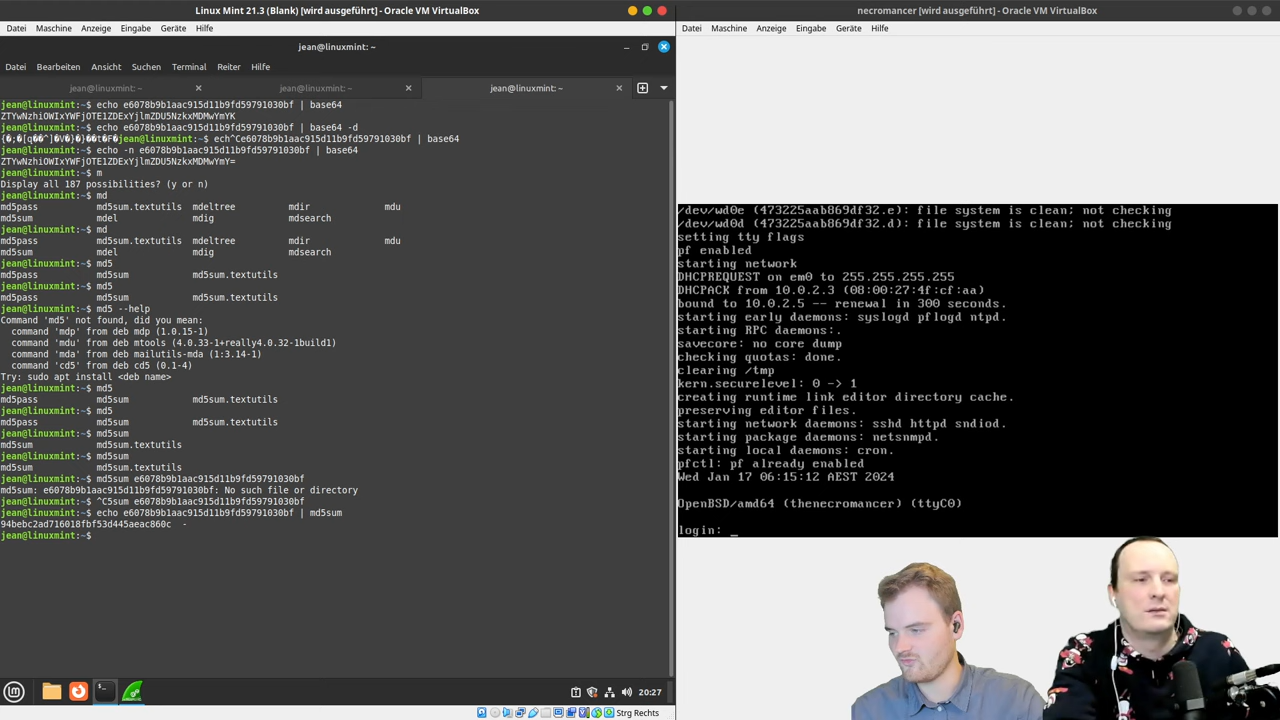 Linux Mint 21.3 (Blank) [wird ausgeführt] - Oracle VM VirtualBox
Datei Maschine Anzeige Eingabe Geräte Hilfe
jean@linuxmint: ~
Datei Bearbeiten Ansicht Suchen Terminal Reiter Hilfe
jean@linuxmint: ~ jean@linuxmint: ~ jean@linuxmint: ~
jean@linuxmint:~$ echo e6078b9b1aac915d11b9fd59791030bf | base64
ZTYwNzhiOWIxYWFjOTE1ZDExYjlmZDU5NzkxMDMwYmYK
jean@linuxmint:~$ echo e6078b9b1aac915d11b9fd59791030bf | base64 -d
{�;�[q��^]�V�}�}��t�F�jean@linuxmint:~$ ech^Ce6078b9b1aac915d11b9fd59791030bf | base64
jean@linuxmint:~$ echo -n e6078b9b1aac915d11b9fd59791030bf | base64
ZTYwNzhiOWIxYWFjOTE1ZDExYjlmZDU5NzkxMDMwYmY=
jean@linuxmint:~$ m
Display all 187 possibilities? (y or n)
jean@linuxmint:~$ md
md5pass md5sum.textutils mdeltree mdir mdu
md5sum mdel mdig mdsearch
jean@linuxmint:~$ md
md5pass md5sum.textutils mdeltree mdir mdu
md5sum mdel mdig mdsearch
jean@linuxmint:~$ md5
md5pass md5sum md5sum.textutils
jean@linuxmint:~$ md5
md5pass md5sum md5sum.textutils
jean@linuxmint:~$ md5 --help
Command 'md5' not found, did you mean:
command 'mdp' from deb mdp (1.0.15-1)
command 'mdu' from deb mtools (4.0.33-1+really4.0.32-1build1)
command 'mda' from deb mailutils-mda (1:3.14-1)
command 'cd5' from deb cd5 (0.1-4)
Try: sudo apt install <deb name>
jean@linuxmint:~$ md5
md5pass md5sum md5sum.textutils
jean@linuxmint:~$ md5
md5pass md5sum md5sum.textutils
jean@linuxmint:~$ md5sum
md5sum md5sum.textutils
jean@linuxmint:~$ md5sum
md5sum md5sum.textutils
jean@linuxmint:~$ md5sum e6078b9b1aac915d11b9fd59791030bf
md5sum: e6078b9b1aac915d11b9fd59791030bf: No such file or directory
jean@linuxmint:~$ ^C5sum e6078b9b1aac915d11b9fd59791030bf
jean@linuxmint:~$ echo e6078b9b1aac915d11b9fd59791030bf | md5sum
94bebc2ad716018fbf53d445aeac860c -
jean@linuxmint:~$
20:27
Strg Rechts
necromancer [wird ausgeführt] - Oracle VM VirtualBox
Datei Maschine Anzeige Eingabe Geräte Hilfe
/dev/wd0e (473225aab869df32.e): file system is clean; not checking
/dev/wd0d (473225aab869df32.d): file system is clean; not checking
setting tty flags
pf enabled
starting network
DHCPREQUEST on em0 to 255.255.255.255
DHCPACK from 10.0.2.3 (08:00:27:4f:cf:aa)
bound to 10.0.2.5 -- renewal in 300 seconds.
starting early daemons: syslogd pflogd ntpd.
starting RPC daemons:.
savecore: no core dump
checking quotas: done.
clearing /tmp
kern.securelevel: 0 -> 1
creating runtime link editor directory cache.
preserving editor files.
starting network daemons: sshd httpd sndiod.
starting package daemons: netsnmpd.
starting local daemons: cron.
pfctl: pf already enabled
Wed Jan 17 06:15:12 AEST 2024
OpenBSD/amd64 (thenecromancer) (ttyC0)
login: _